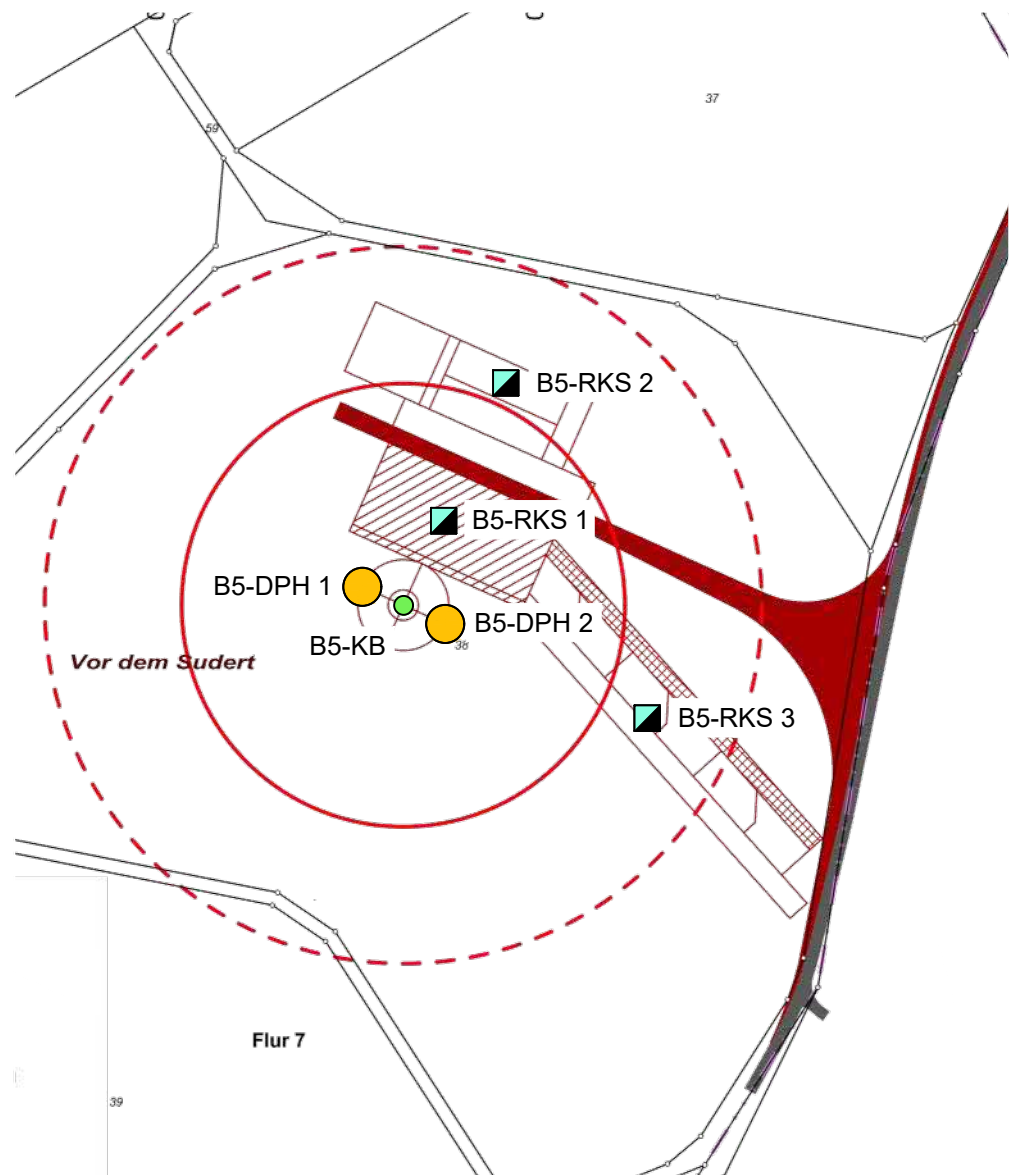 37
59
B5-RKS 2
B5-RKS 1
B5-DPH 1
B5-DPH 2
B5-KB
38
Vor dem Sudert
B5-RKS 3
Flur 7
39